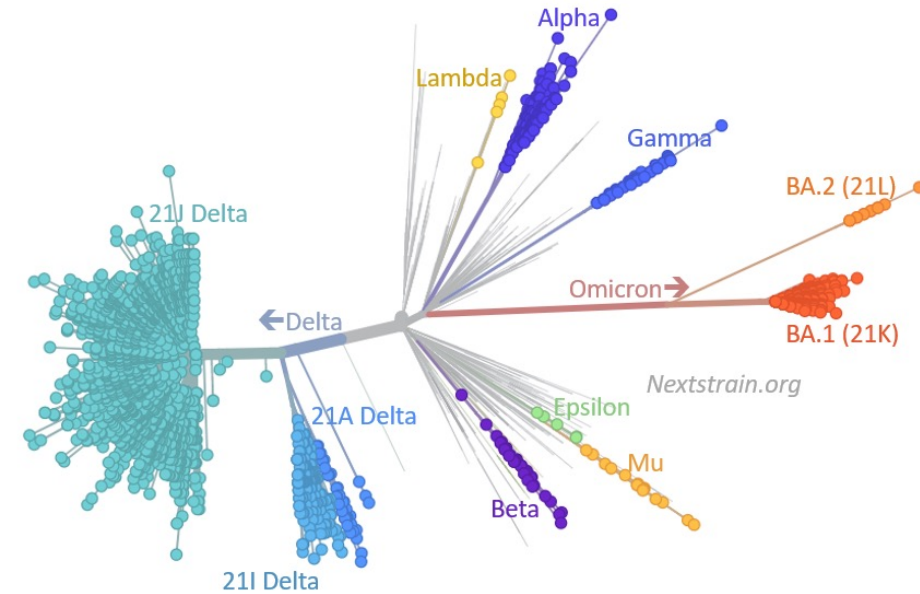 Alpha
Lambda
Gamma
BA.2 (21L)
21J Delta
Omicron→
←Delta
BA.1 (21K)
Nextstrain.org
21A Delta
Epsilon
Mu
Beta
21I Delta